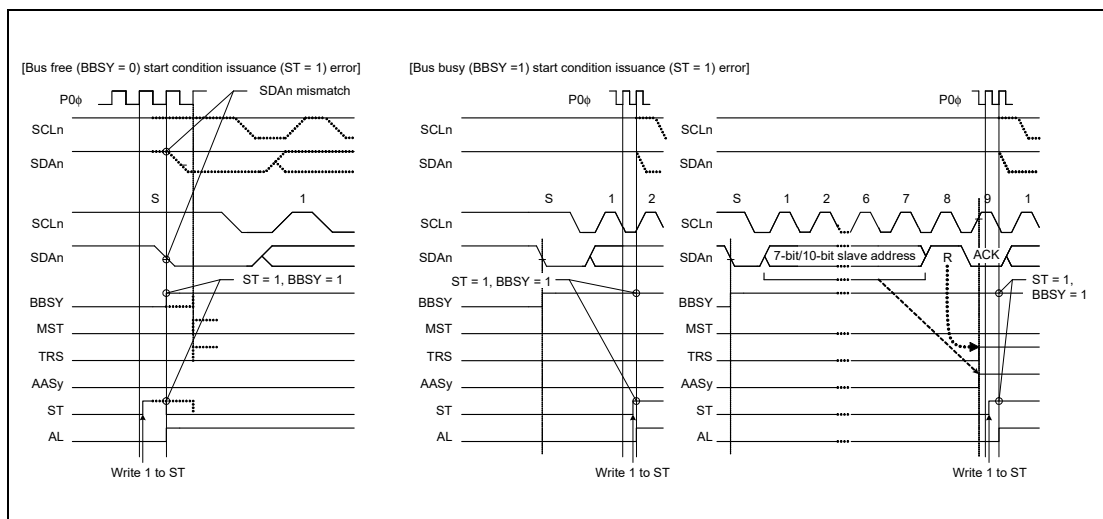 [Bus free (BBSY = 0) start condition issuance (ST = 1) error]
[Bus busy (BBSY =1) start condition issuance (ST = 1) error]
P0ϕ
SDAn mismatch
SCLn
SDAn
S
1
SCLn
SDAn
ST = 1, BBSY = 1
BBSY
MST
TRS
AASy
ST
AL
Write 1 to ST
P0ϕ
SCLn
SDAn
S
1
2
SCLn
SDAn
ST = 1, BBSY = 1
BBSY
MST
TRS
AASy
ST
AL
Write 1 to ST
P0ϕ
SCLn
SDAn
S
1
2
6
7
8
9
1
SCLn
SDAn
7-bit/10-bit slave address
R
ACK
ST = 1,
BBSY = 1
BBSY
MST
TRS
AASy
ST
AL
Write 1 to ST